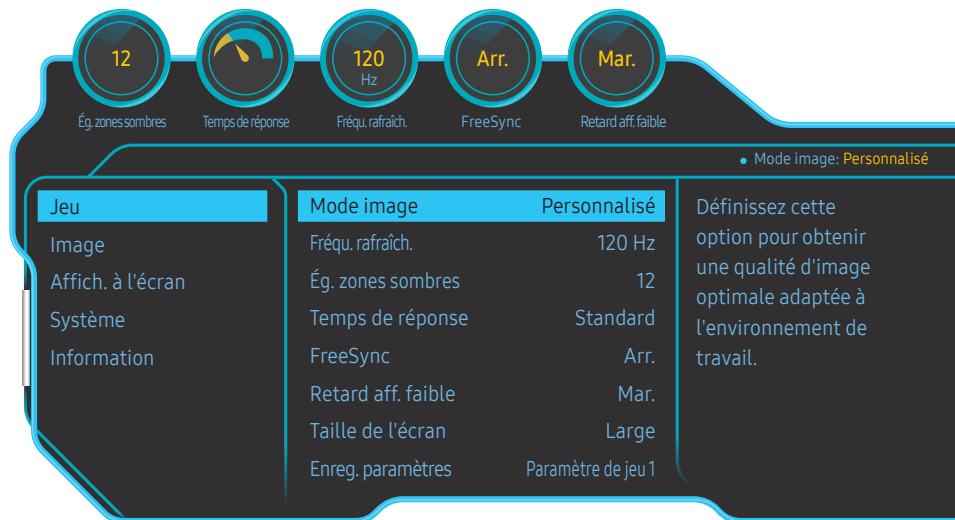 12
120
Hz
Arr.
Mar.
Ég. zones sombres
Temps de réponse
Fréqu. rafraîch.
FreeSync
Retard aff. faible
• Mode image: Personnalisé
Jeu
Image
Affich. à l'écran
Système
Information
Mode image Personnalisé
Fréqu. rafraîch. 120 Hz
Ég. zones sombres 12
Temps de réponse Standard
FreeSync Arr.
Retard aff. faible Mar.
Taille de l'écran Large
Enreg. paramètres Paramètre de jeu 1
Définissez cette
option pour obtenir
une qualité d'image
optimale adaptée à
l'environnement de
travail.